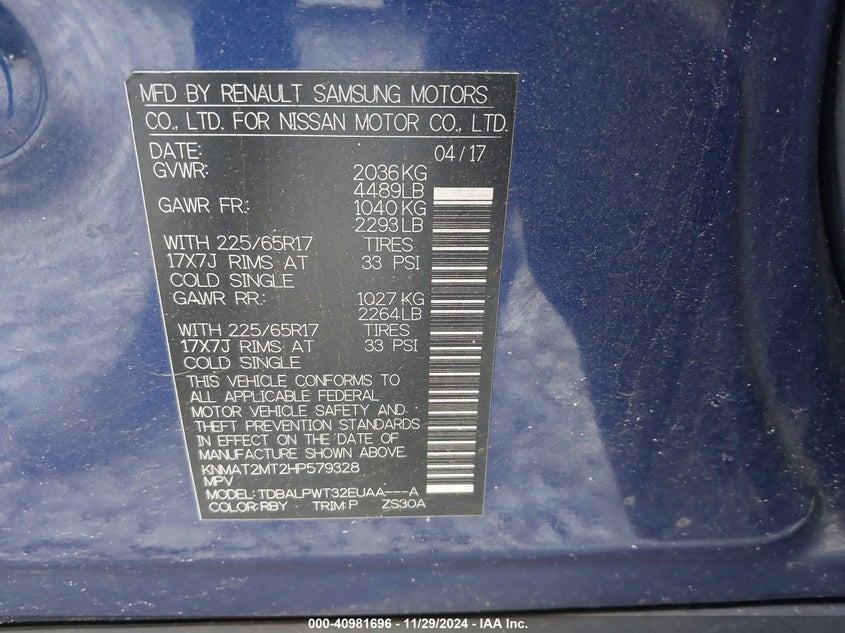 MFD BY RENAULT SAMSUNG MOTORS
CO., LTD. FOR NISSAN MOTOR CO., LTD.
DATE: 04/17
GVWR: 2036 KG
4489LB
GAWR FR: 1040 KG
2293 LB
WITH 225/65R17 TIRES
17X7J RIMS AT 33 PSI
COLD SINGLE
GAWR RR: 1027 KG
2264LB
WITH 225/65R17 TIRES
17X7J RIMS AT 33 PSI
COLD SINGLE
THIS VEHICLE CONFORMS TO
ALL APPLICABLE FEDERAL
MOTOR VEHICLE SAFETY AND
THEFT PREVENTION STANDARDS
IN EFFECT ON THE DATE OF
MANUFACTURE SHOWN ABOVE.
KNMAT2MT2HP579328
MPV
MODEL: TDBALPWT32EUAA---A
COLOR: RBY TRIM: P ZS30A
000-40981696 - 11/29/2024 - IAA Inc.